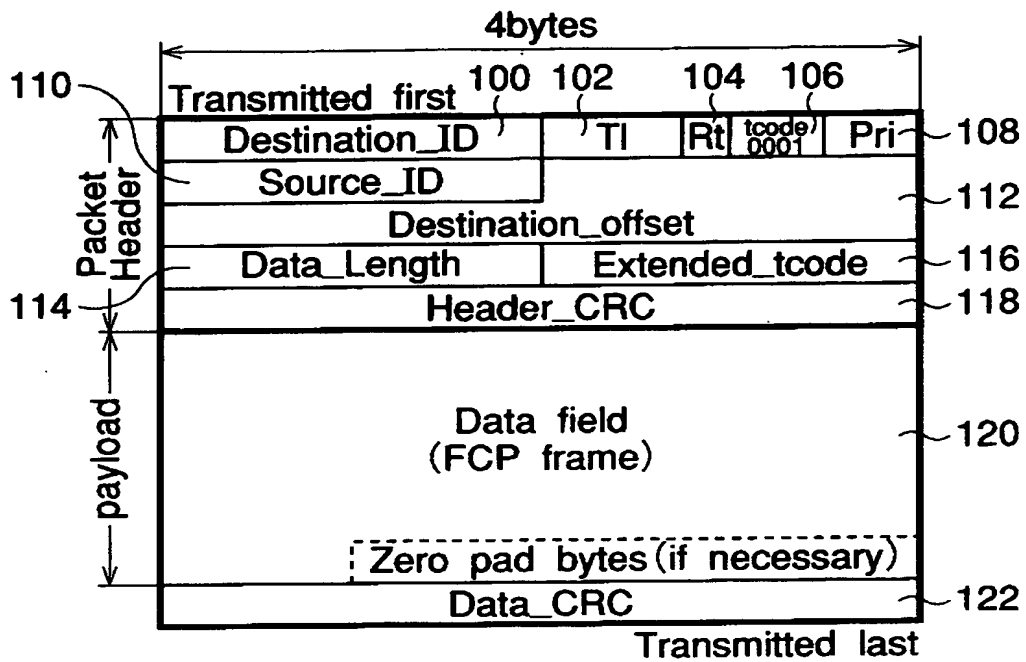 4bytes
110
100
102
104
106
Transmitted first
Destination_ID
Tl
Rt
tcode
0001
Pri
108
Source_ID
112
Destination_offset
Packet
Header
Data_Length
Extended_tcode
116
114
Header_CRC
118
payload
Data field
(FCP frame)
120
Zero pad bytes (if necessary)
Data_CRC
122
Transmitted last